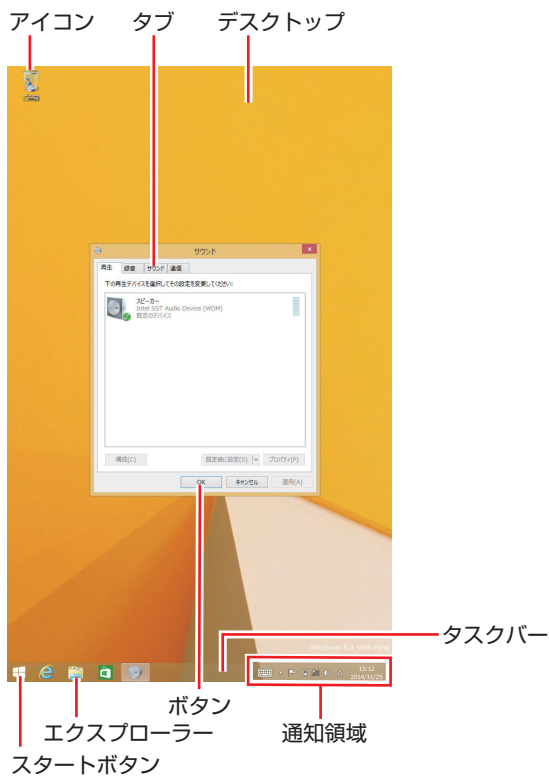 アイコン タブ デスクトップ
ごみ箱
サウンド
再生 録音 サウンド 通信
下の再生デバイスを選択してその設定を変更してください:
スピーカー
Intel SST Audio Device (WDM)
既定のデバイス
構成(C) 既定値に設定(S) プロパティ(P)
OK キャンセル 適用(A)
タスクバー
Windows 8.1 with Bing
15:12
2014/11/25
ボタン
エクスプローラー 通知領域
スタートボタン